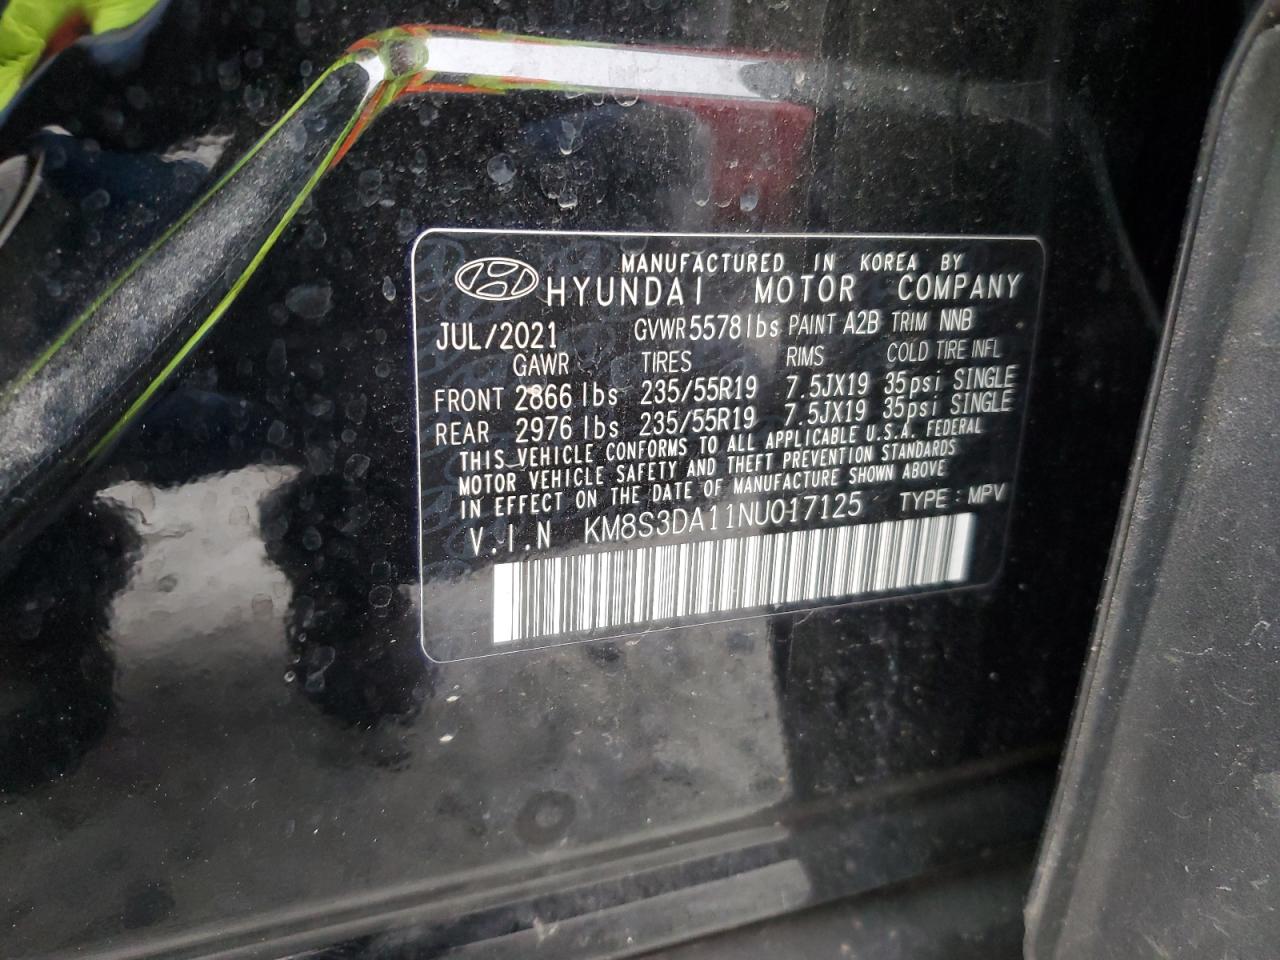 MANUFACTURED IN KOREA BY
HYUNDAI MOTOR COMPANY
JUL/2021 GVWR 5578 lbs PAINT A2B TRIM NNB
GAWR TIRES RIMS COLD TIRE INFL
FRONT 2866 lbs 235/55R19 7.5JX19 35psi SINGLE
REAR 2976 lbs 235/55R19 7.5JX19 35psi SINGLE
THIS VEHICLE CONFORMS TO ALL APPLICABLE U.S.A. FEDERAL
MOTOR VEHICLE SAFETY AND THEFT PREVENTION STANDARDS
IN EFFECT ON THE DATE OF MANUFACTURE SHOWN ABOVE
V.I.N KM8S3DA11NU017125 TYPE : MPV